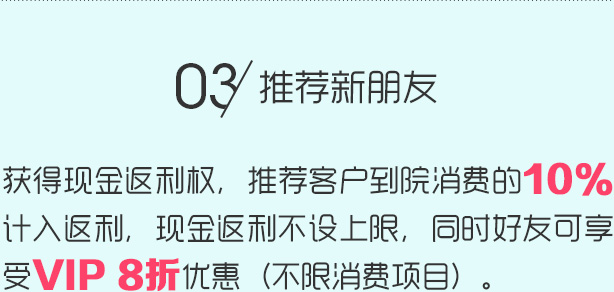 03/推荐新朋友
获得现金返利权，推荐客户到院消费的10%
计入返利，现金返利不设上限，同时好友可享
受VIP 8折优惠（不限消费项目）。